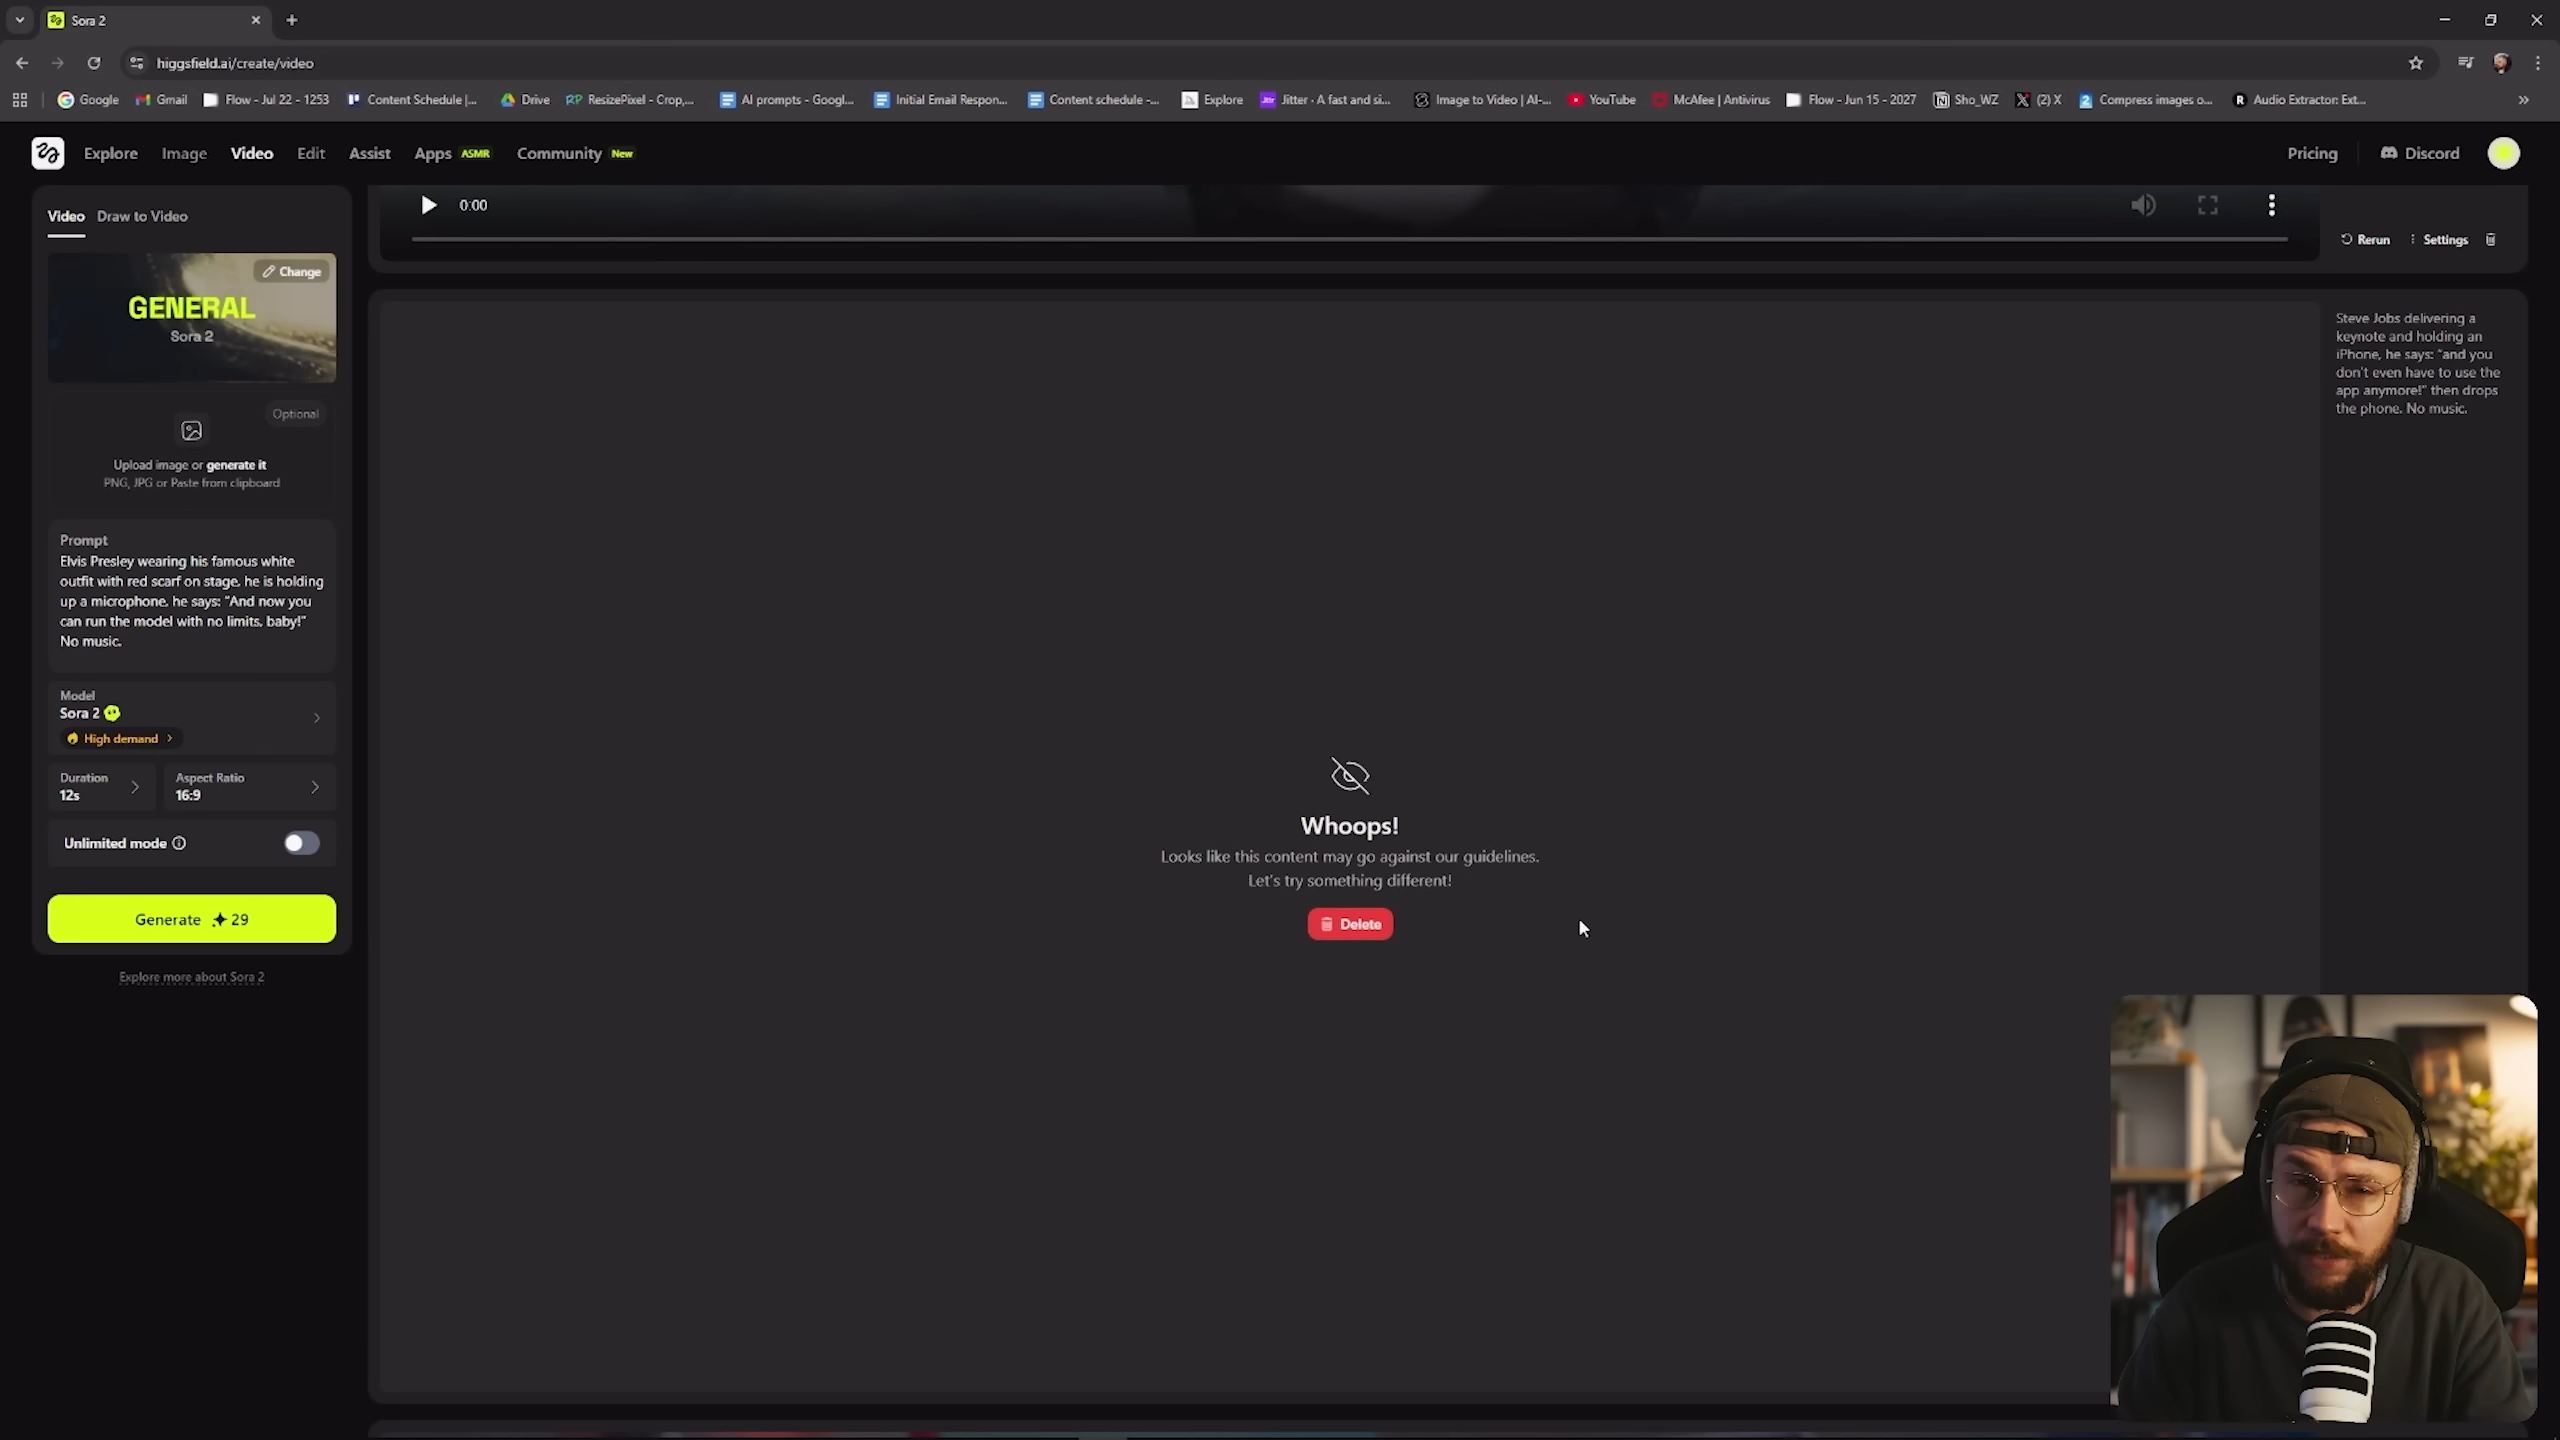 Sora 2
higgsfield.ai/create/video
Google
Gmail
Flow - Jul 22 - 1253
Content Schedule |...
Drive
ResizePixel - Crop,...
AI prompts - Googl...
Initial Email Respon...
Content schedule -...
Explore
Jitter · A fast and si...
Image to Video | AI-...
YouTube
McAfee | Antivirus
Flow - Jun 15 - 2027
Sho_WZ
(2) X
Compress images o...
Audio Extractor: Ext...
Explore
Image
Video
Edit
Assist
Apps ASMR
Community New
Pricing
Discord
Video Draw to Video
Change
GENERAL
Sora 2
Optional
Upload image or generate it
PNG, JPG or Paste from clipboard
Prompt
Elvis Presley wearing his famous white
outfit with red scarf on stage, he is holding
up a microphone, he says: "And now you
can run the model with no limits, baby!"
No music.
Model
Sora 2
High demand
Duration
12s
Aspect Ratio
16:9
Unlimited mode
Generate 29
Explore more about Sora 2
0:00
Rerun
Settings
Steve Jobs delivering a
keynote and holding an
iPhone, he says: "and you
don't even have to use the
app anymore!" then drops
the phone. No music.
Whoops!
Looks like this content may go against our guidelines.
Let's try something different!
Delete